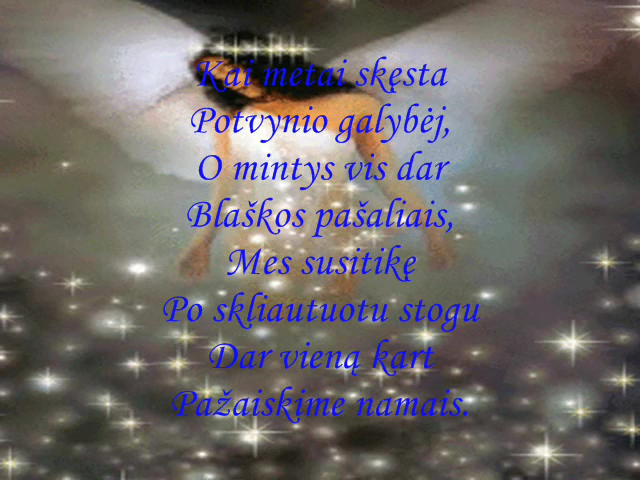 Kai metai skęsta
Potvynio galybėj,
O mintys vis dar
Blaškos pašaliais,
Mes susitikę
Po skliautuotu stogu
Dar vieną kart
Pažaiskime namais.